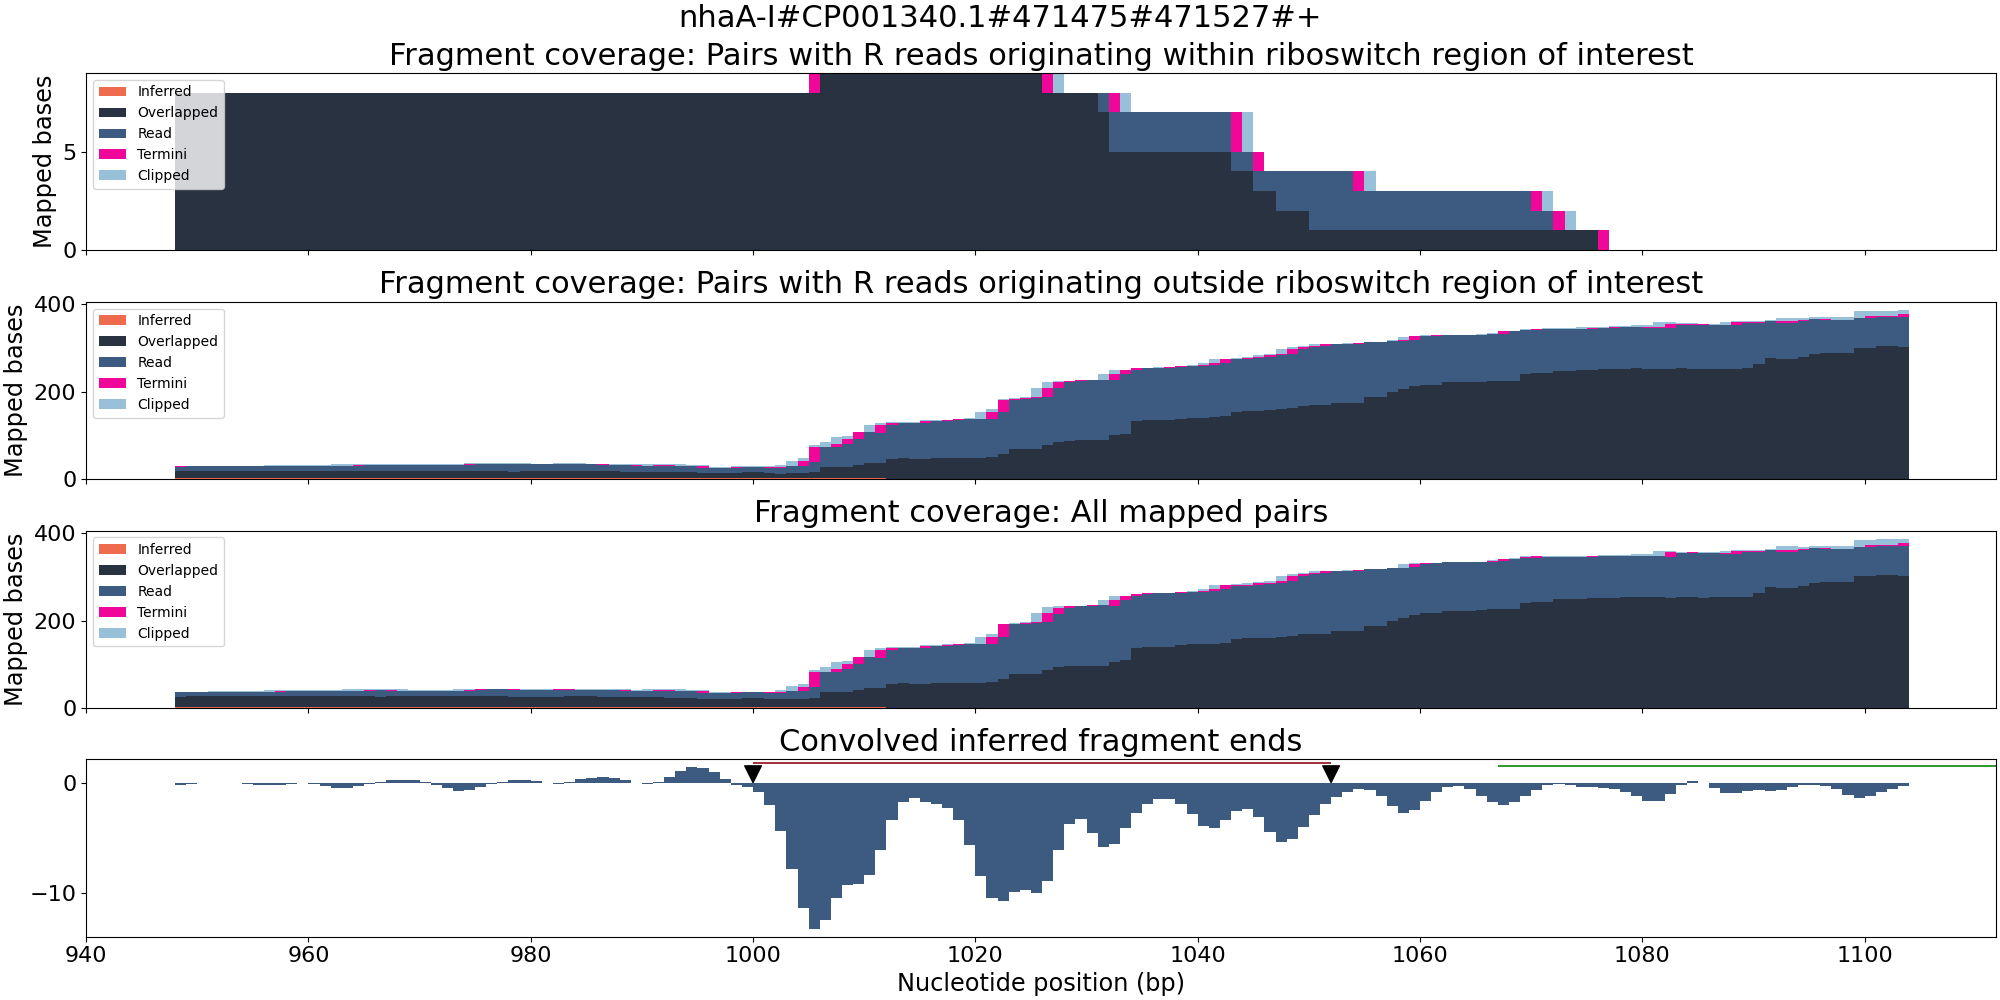 nhaA-I#CP001340.1#471475#471527#+
Fragment coverage: Pairs with R reads originating within riboswitch region of interest
Mapped bases
5
0
Inferred
Overlapped
Read
Termini
Clipped
Fragment coverage: Pairs with R reads originating outside riboswitch region of interest
Mapped bases
400
200
0
Inferred
Overlapped
Read
Termini
Clipped
Fragment coverage: All mapped pairs
Mapped bases
400
200
0
Inferred
Overlapped
Read
Termini
Clipped
Convolved inferred fragment ends
0
−10
940 960 980 1000 1020 1040 1060 1080 1100
Nucleotide position (bp)